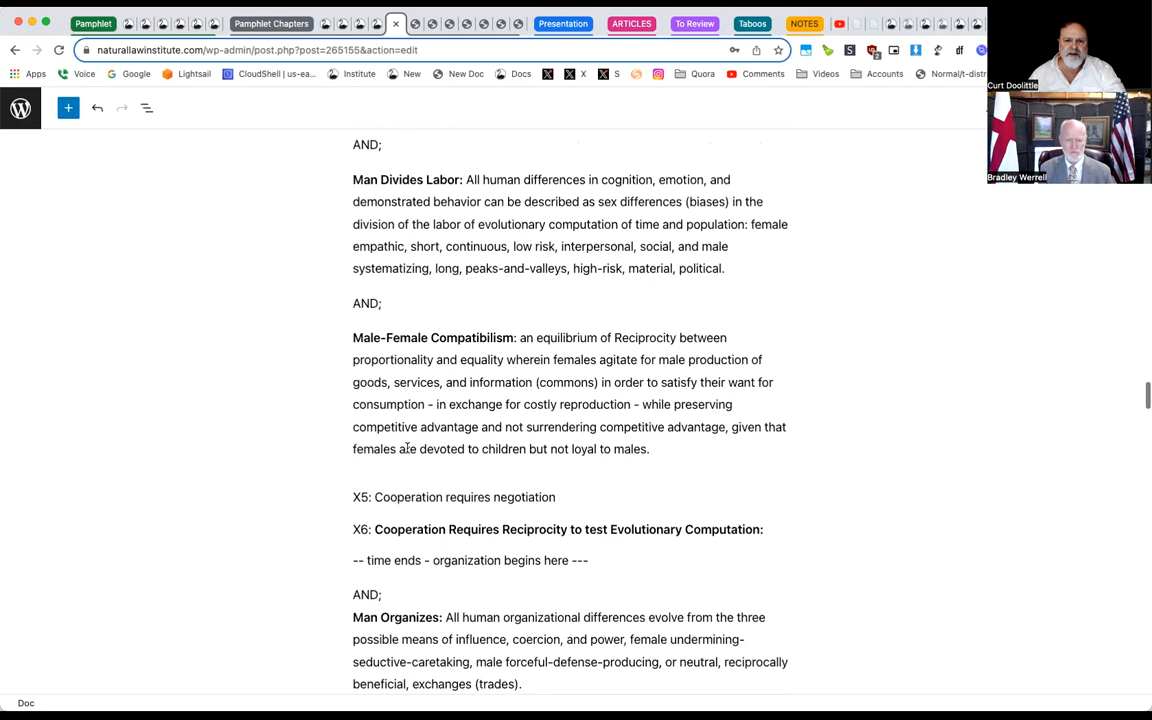 Pamphlet
Pamphlet Chapters
Presentation
ARTICLES
To Review
Taboos
NOTES
naturallawinstitute.com/wp-admin/post.php?post=265155&action=edit
Apps
Voice
Google
Lightsail
CloudShell | us-ea...
Institute
New
New Doc
Docs
X
S
Quora
Comments
Videos
Accounts
Normal/t-distr
Curt Doolittle
Bradley Werrell
AND;
Man Divides Labor: All human differences in cognition, emotion, and
demonstrated behavior can be described as sex differences (biases) in the
division of the labor of evolutionary computation of time and population: female
empathic, short, continuous, low risk, interpersonal, social, and male
systematizing, long, peaks-and-valleys, high-risk, material, political.
AND;
Male-Female Compatibilism: an equilibrium of Reciprocity between
proportionality and equality wherein females agitate for male production of
goods, services, and information (commons) in order to satisfy their want for
consumption - in exchange for costly reproduction - while preserving
competitive advantage and not surrendering competitive advantage, given that
females are devoted to children but not loyal to males.
X5: Cooperation requires negotiation
X6: Cooperation Requires Reciprocity to test Evolutionary Computation:
-- time ends - organization begins here ---
AND;
Man Organizes: All human organizational differences evolve from the three
possible means of influence, coercion, and power, female undermining-
seductive-caretaking, male forceful-defense-producing, or neutral, reciprocally
beneficial, exchanges (trades).
Doc